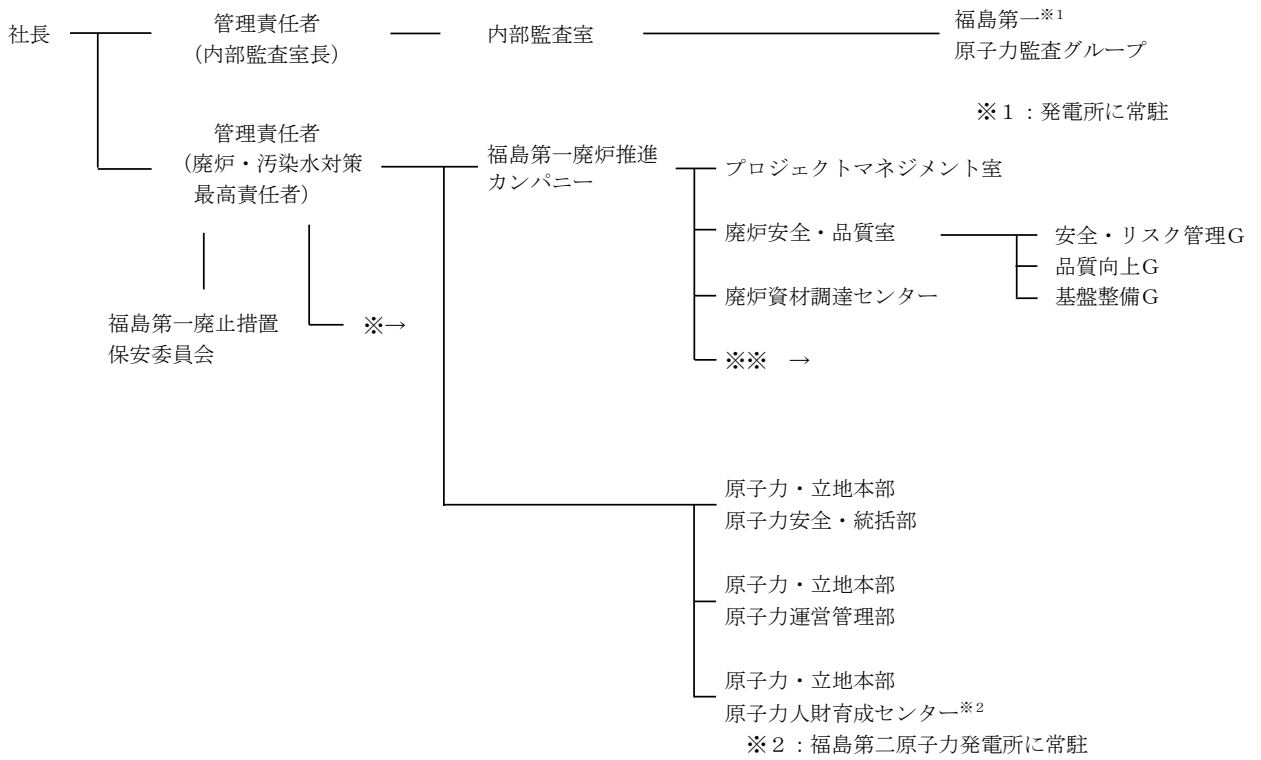 社長
管理責任者
(内部監査室長)
内部監査室
福島第一※1
原子力監査グループ
※1:発電所に常駐
管理責任者
(廃炉・汚染水対策
最高責任者)
福島第一廃炉推進
カンパニー
プロジェクトマネジメント室
廃炉安全・品質室
安全・リスク管理G
品質向上G
基盤整備G
廃炉資材調達センター
福島第一廃止措置
保安委員会
※→
※※ →
原子力・立地本部
原子力安全・統括部
原子力・立地本部
原子力運営管理部
原子力・立地本部
原子力人財育成センター※2
※2:福島第二原子力発電所に常駐